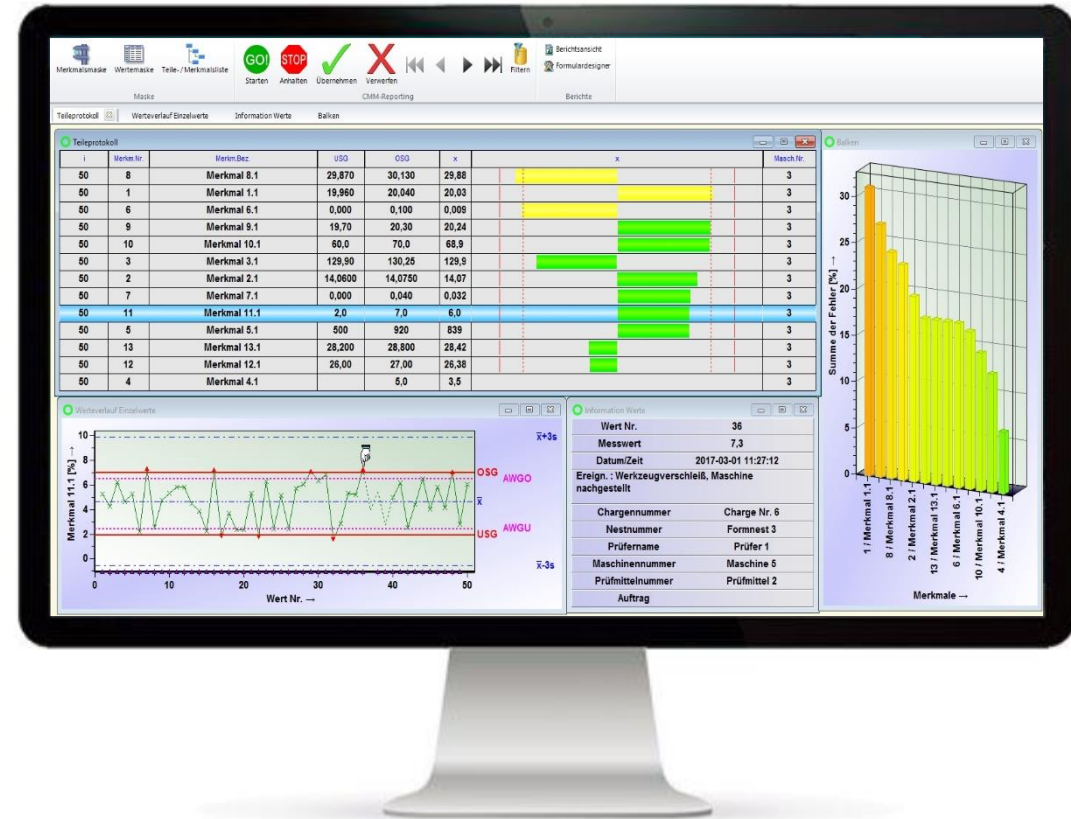 Berichtsansicht
Formulardesigner
Merkmalsmaske Wertemaske Teile-/Merkmalsliste GO! Starten STOP Anhalten Übernehmen Verwerfen Filtern
Maske CMM-Reporting Berichte
Teileprotokoll Werteverlauf Einzelwerte Information Werte Balken
Teileprotokoll
i Merkm.Nr. Merkm.Bez. USG OSG x x Masch.Nr.
50 8 Merkmal 8.1 29,870 30,130 29,88 3
50 1 Merkmal 1.1 19,960 20,040 20,03 3
50 6 Merkmal 6.1 0,000 0,100 0,009 3
50 9 Merkmal 9.1 19,70 20,30 20,24 3
50 10 Merkmal 10.1 60,0 70,0 68,9 3
50 3 Merkmal 3.1 129,90 130,25 129,9 3
50 2 Merkmal 2.1 14,0600 14,0750 14,07 3
50 7 Merkmal 7.1 0,000 0,040 0,032 3
50 11 Merkmal 11.1 2,0 7,0 6,0 3
50 5 Merkmal 5.1 500 920 839 3
50 13 Merkmal 13.1 28,200 28,800 28,42 3
50 12 Merkmal 12.1 26,00 27,00 26,38 3
50 4 Merkmal 4.1 5,0 3,5 3
Balken
Summe der Fehler [%] →
30
25
20
15
10
5
0
1 / Merkmal 1.1
8 / Merkmal 8.1
2 / Merkmal 2.1
13 / Merkmal 13.1
6 / Merkmal 6.1
10 / Merkmal 10.1
4 / Merkmal 4.1
Merkmale →
Werteverlauf Einzelwerte
Merkmal 11.1 [%] →
10
8
6
4
2
0
x̿+3s
OSG
AWGO
x̿
AWGU
USG
x̿-3s
0 10 20 30 40 50
Wert Nr. →
Information Werte
Wert Nr. 36
Messwert 7,3
Datum/Zeit 2017-03-01 11:27:12
Ereign. : Werkzeugverschleiß, Maschine
nachgestellt
Chargennummer Charge Nr. 6
Nestnummer Formnest 3
Prüfername Prüfer 1
Maschinennummer Maschine 5
Prüfmittelnummer Prüfmittel 2
Auftrag